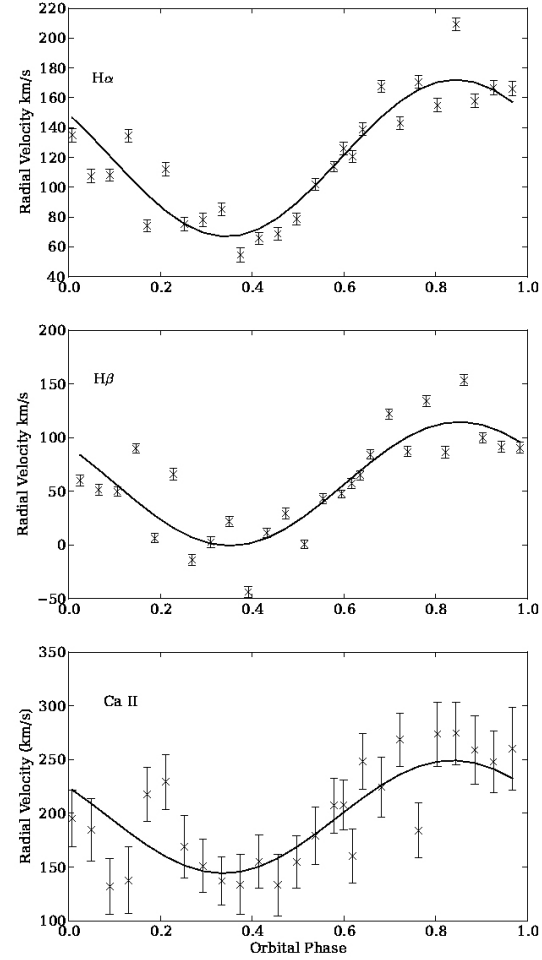 220
200
180
160
140
120
100
80
60
40
Radial Velocity km/s
Hα
0.0 0.2 0.4 0.6 0.8 1.0
200
150
100
50
0
−50
Radial Velocity km/s
Hβ
0.0 0.2 0.4 0.6 0.8 1.0
350
300
250
200
150
100
Radial Velocity (km/s)
Ca II
0.0 0.2 0.4 0.6 0.8 1.0
Orbital Phase